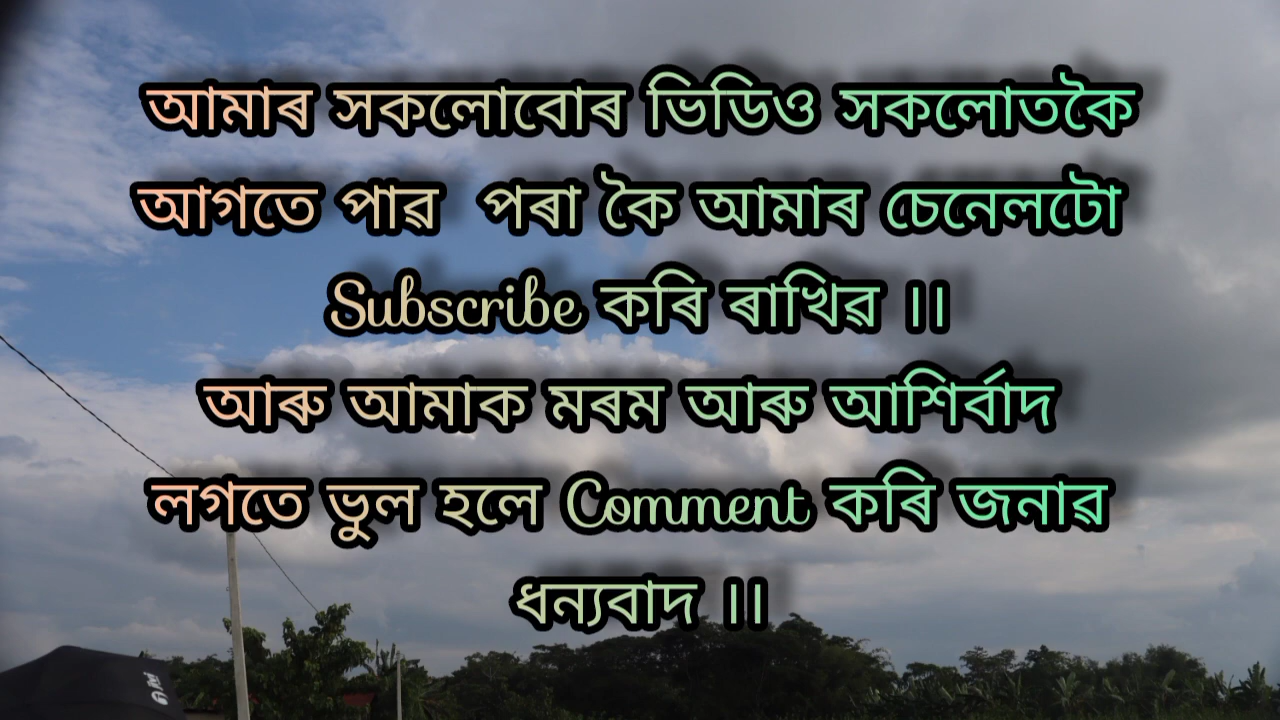 আমাৰ সকলোবোৰ ভিডিও সকলোতকৈ
আগতে পাৱ পৰা কৈ আমাৰ চেনেলটো
Subscribe কৰি ৰাখিৱ ।।
আৰু আমাক মৰম আৰু আশিৰ্বাদ
লগতে ভুল হলে Comment কৰি জনাৱ
ধন্যবাদ ।।